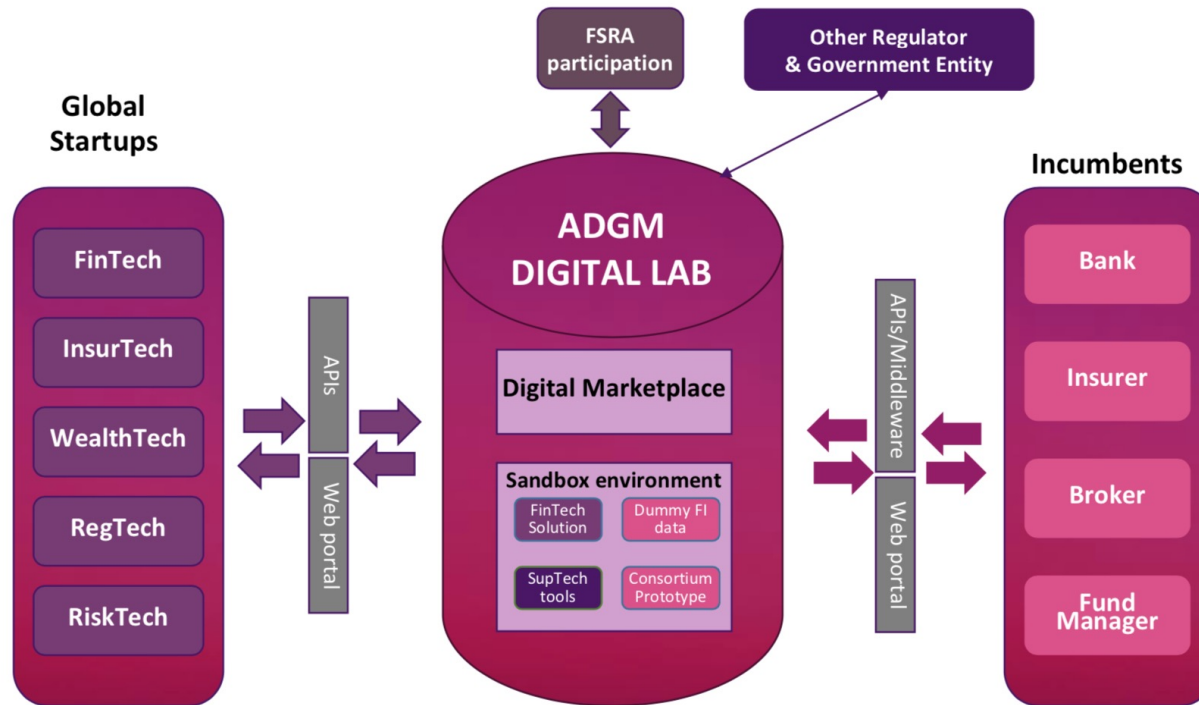 FSRA
participation
Other Regulator
& Government Entity
Global
Startups
FinTech
InsurTech
WealthTech
RegTech
RiskTech
APIs
Web portal
ADGM
DIGITAL LAB
Digital Marketplace
Sandbox environment
FinTech
Solution
Dummy FI
data
SupTech
tools
Consortium
Prototype
APIs/Middleware
Web portal
Incumbents
Bank
Insurer
Broker
Fund
Manager